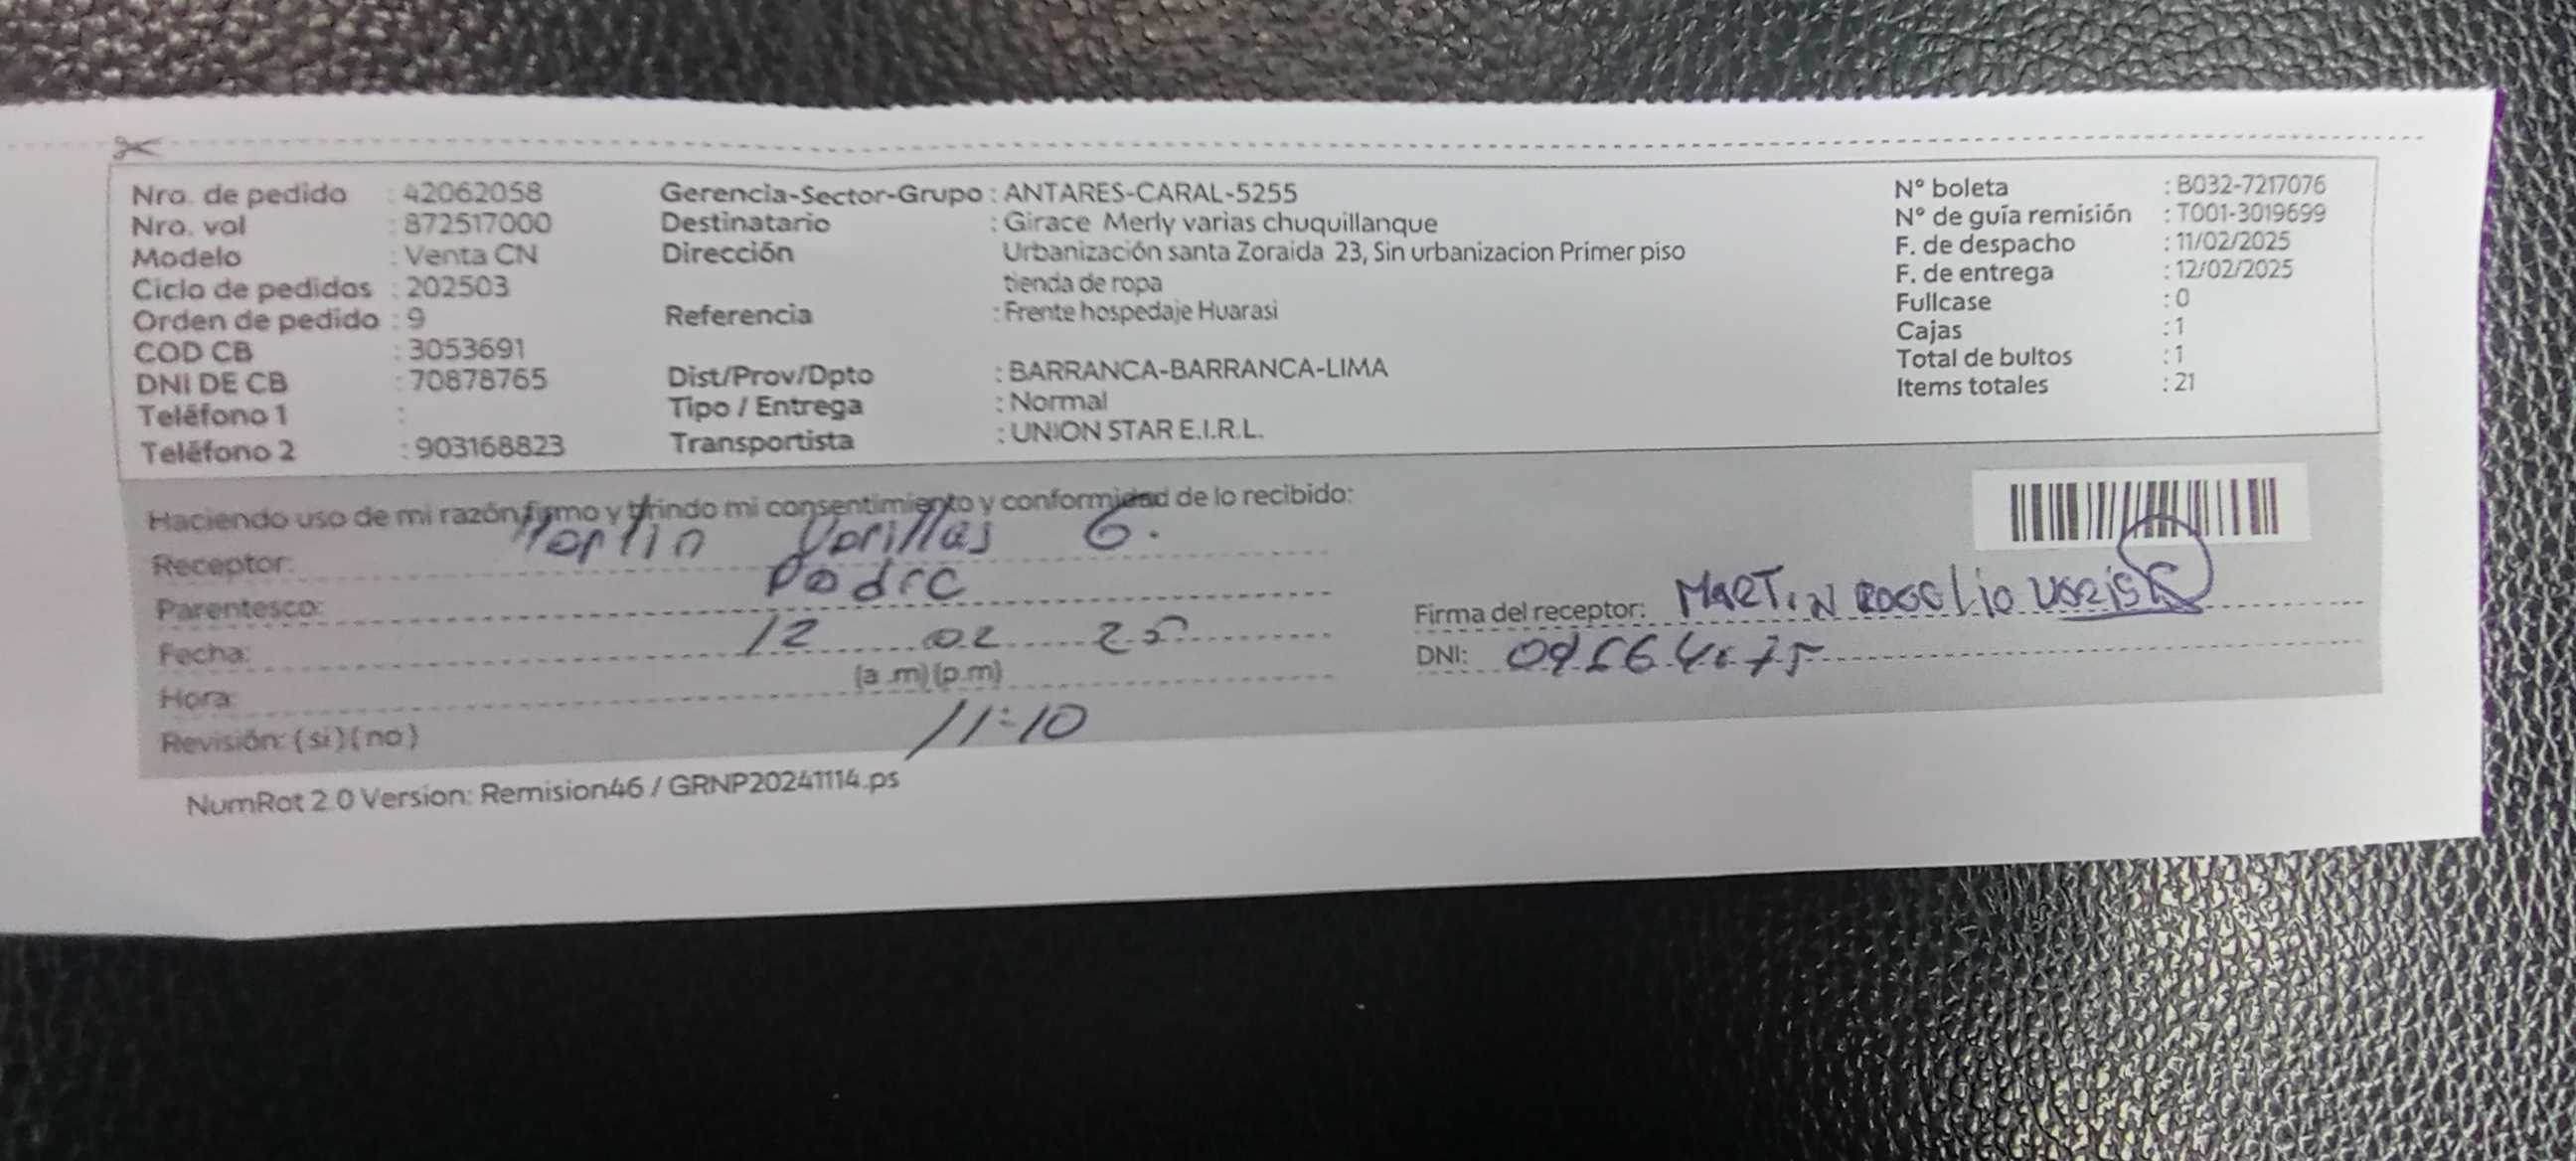 Nro. de pedido : 42062058
Nro. val : 872517000
Modelo : Venta CN
Ciclo de pedidos : 202503
Orden de pedido : 9
COD CB : 3053691
DNI DE CB : 70878765
Teléfono 1 :
Teléfono 2 : 903168823
Gerencia-Sector-Grupo : ANTARES-CARAL-5255
Destinatario : Girace Merly varias chuquillanque
Dirección Urbanización santa Zoraida 23, Sin urbanizacion Primer piso
tienda de ropa
Referencia : Frente hospedaje Huarasi
Dist/Prov/Dpto : BARRANCA-BARRANCA-LIMA
Tipo / Entrega : Normal
Transportista : UNION STAR E.I.R.L.
N° boleta : B032-7217076
N° de guía remisión : T001-3019699
F. de despacho : 11/02/2025
F. de entrega : 12/02/2025
Fullcase : 0
Cajas : 1
Total de bultos : 1
Items totales : 21
Haciendo uso de mi razón firmo y brindo mi consentimiento y conformidad de lo recibido:
Receptor: Martin Varillas G.
Parentesco: Padre
Fecha: 12 02 25
Hora: (a .m) (p.m)
11:10
Revisión: ( si ) ( no )
Firma del receptor: MARTIN
DNI:
NumRot 2.0 Version: Remision46 / GRNP20241114.ps